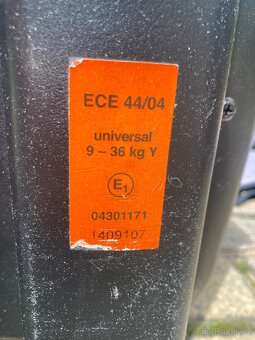 ECE 44/04
universal
9 – 36 kg Y
E1
04301171
1409107